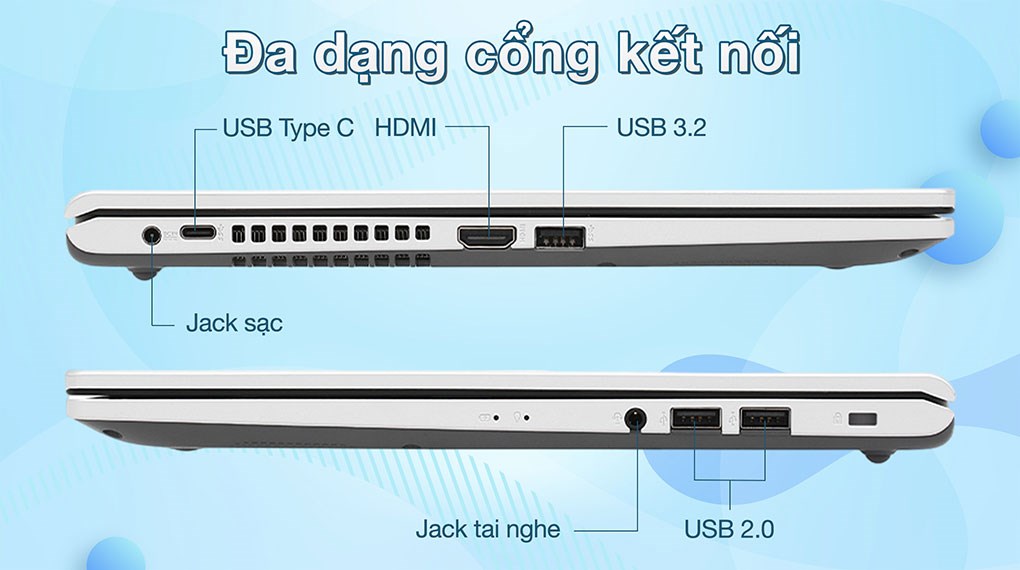 Đa dạng cổng kết nối
USB Type C
HDMI
USB 3.2
Jack sạc
Jack tai nghe
USB 2.0